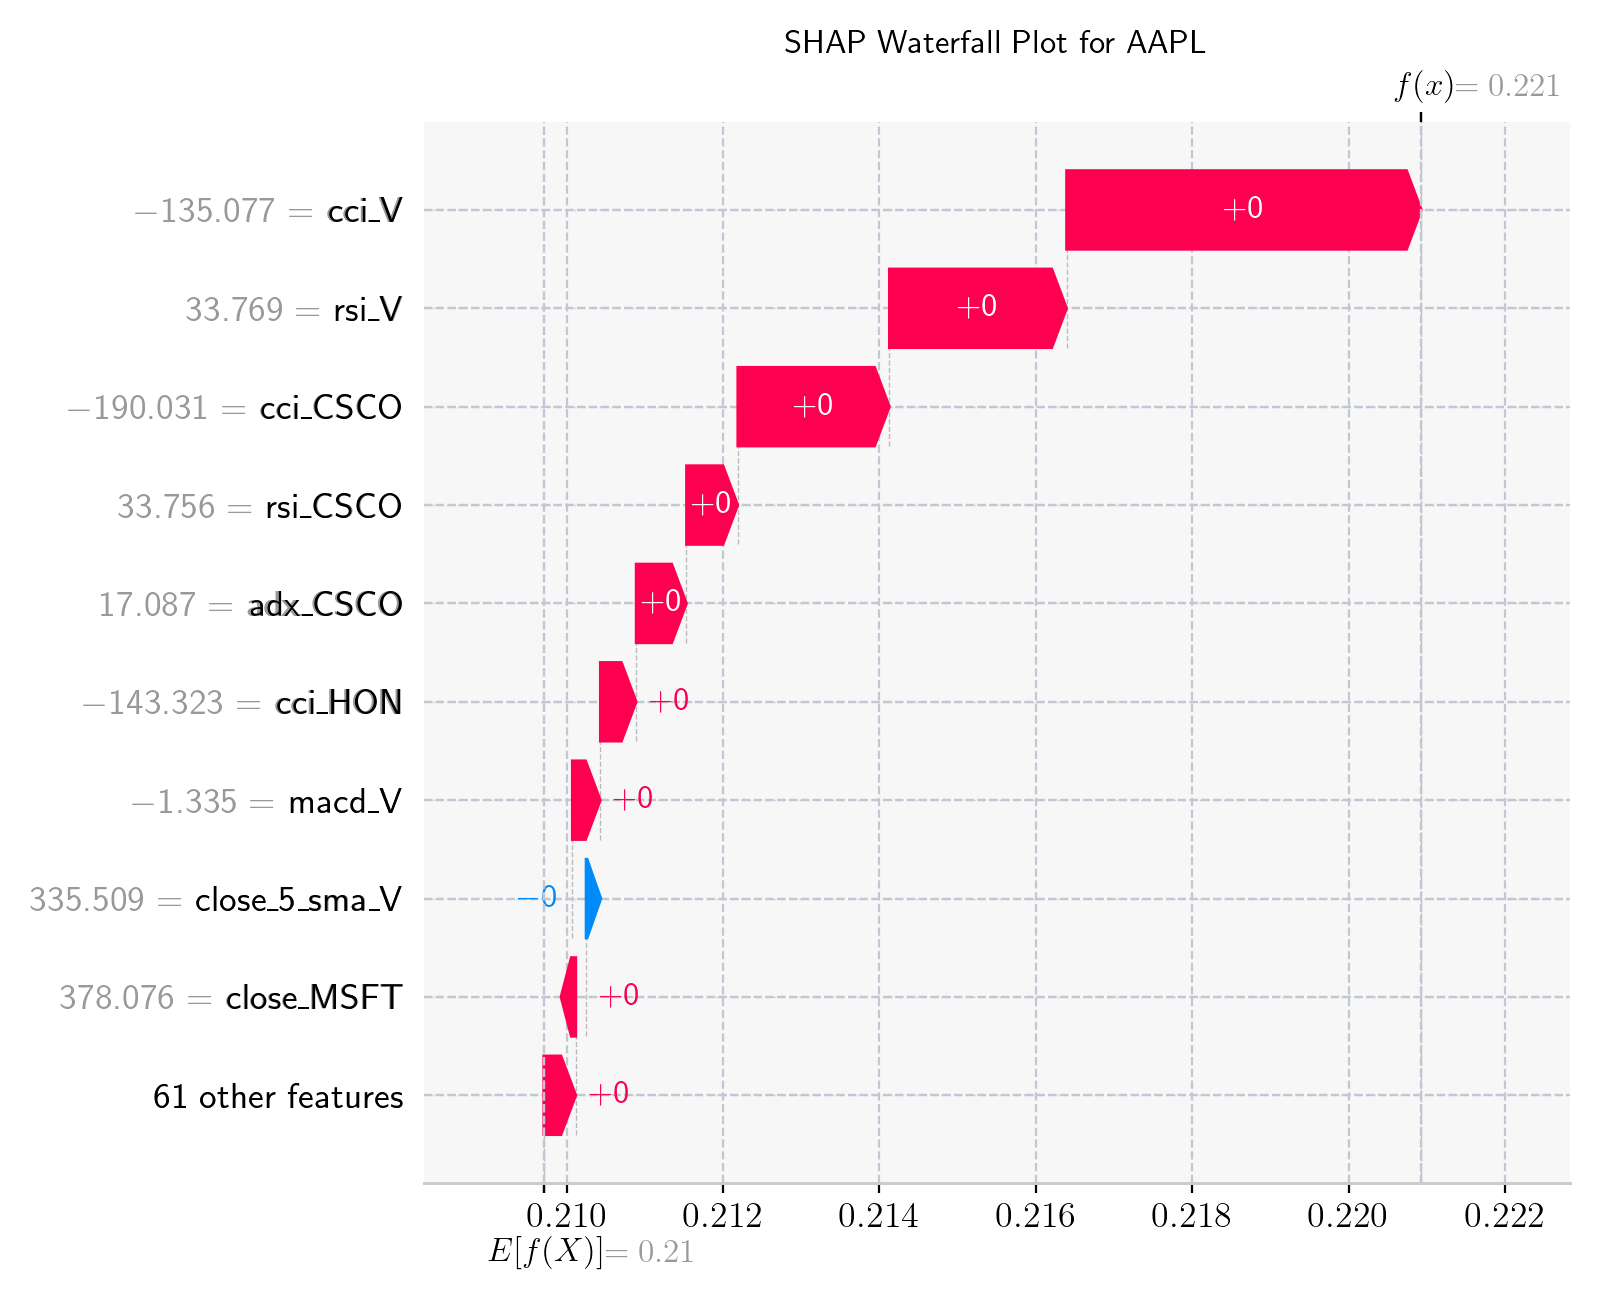 SHAP Waterfall Plot for AAPL
f(x) = 0.221
−135.077 = cci_V
+0
33.769 = rsi_V
+0
−190.031 = cci_CSCO
+0
33.756 = rsi_CSCO
+0
17.087 = adx_CSCO
+0
−143.323 = cci_HON
+0
−1.335 = macd_V
+0
335.509 = close_5_sma_V
−0
378.076 = close_MSFT
+0
61 other features
+0
0.210 0.212 0.214 0.216 0.218 0.220 0.222
E[f(X)] = 0.21